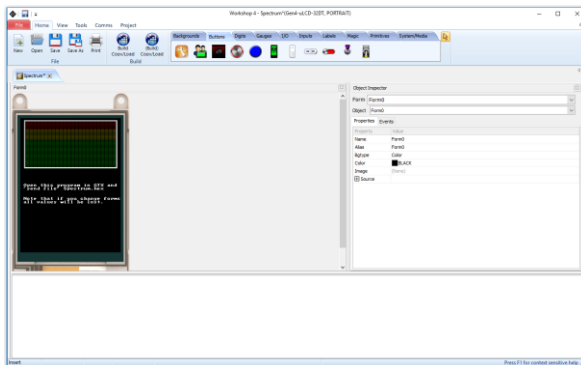 Workshop 4 - Spectrum*(Gen4-uLCD-32DT, PORTRAIT)
File Home View Tools Comms Project
New Open Save Save As Print
Build Copy/Load
(Build) Copy/Load
File Build
Backgrounds Buttons Digits Gauges I/O Inputs Labels Magic Primitives System/Media
Spectrum* x
Form0
Open this program in GTX and
Send File "Spectrum.hex"
Note that if you change forms
all values will be lost.
Object Inspector
Form Form0
Object Form0
Properties Events
Property Value
Name Form0
Alias Form0
Bgtype Color
Color BLACK
Image (None)
Source
Insert
Press F1 for context sensitive help.